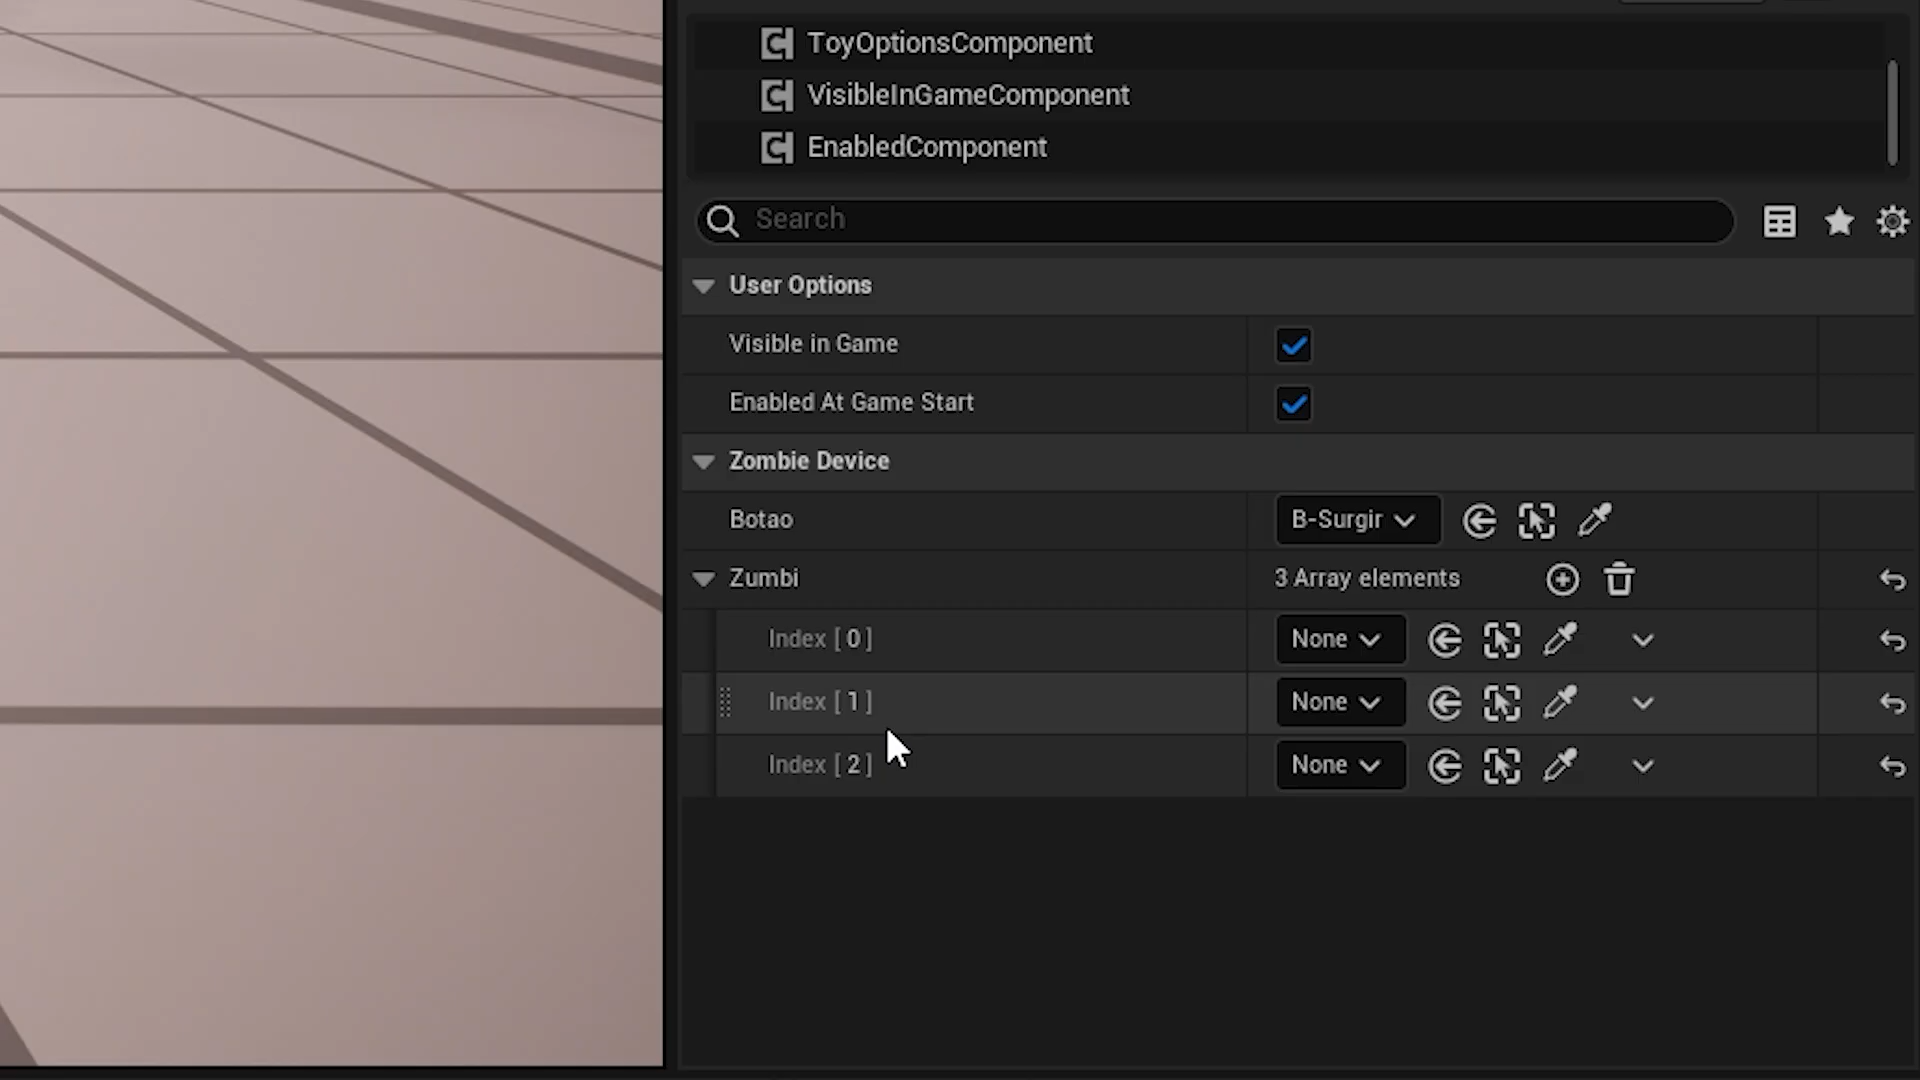 ToyOptionsComponent
VisibleInGameComponent
EnabledComponent
Search
User Options
Visible in Game
Enabled At Game Start
Zombie Device
Botao B-Surgir
Zumbi 3 Array elements
Index [ 0 ] None
Index [ 1 ] None
Index [ 2 ] None